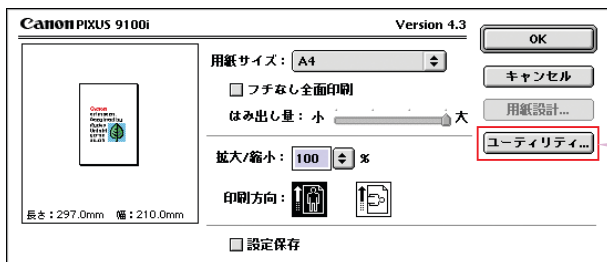 Canon PIXUS 9100i
Version 4.3
OK
用紙サイズ： A4
キャンセル
フチなし全面印刷
用紙設計...
はみ出し量： 小 大
ユーティリティ...
拡大/縮小： 100 %
印刷方向：
長さ：297.0mm 幅：210.0mm
設定保存